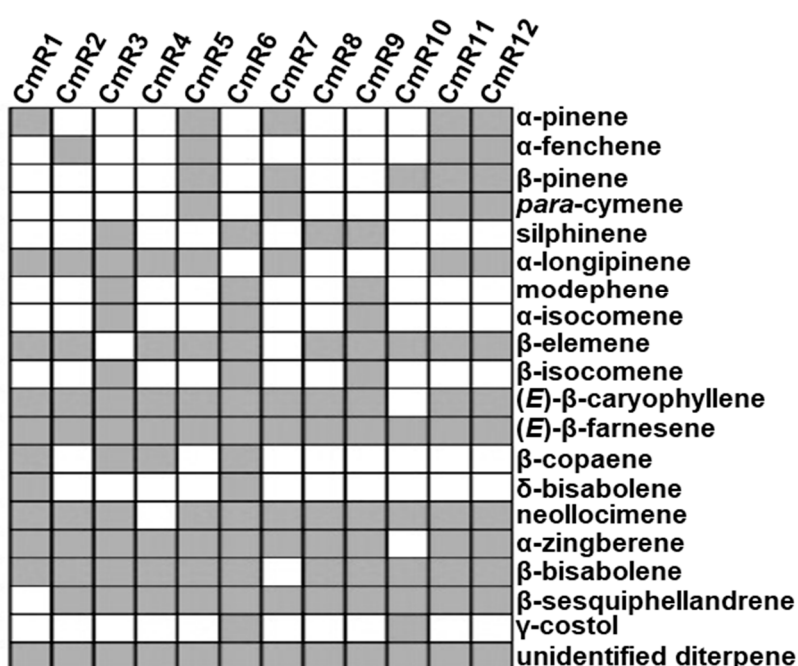 CmR1 CmR2 CmR3 CmR4 CmR5 CmR6 CmR7 CmR8 CmR9 CmR10 CmR11 CmR12
α-pinene
α-fenchene
β-pinene
para-cymene
silphinene
α-longipinene
modephene
α-isocomene
β-elemene
β-isocomene
(E)-β-caryophyllene
(E)-β-farnesene
β-copaene
δ-bisabolene
neollocimene
α-zingberene
β-bisabolene
β-sesquiphellandrene
γ-costol
unidentified diterpene